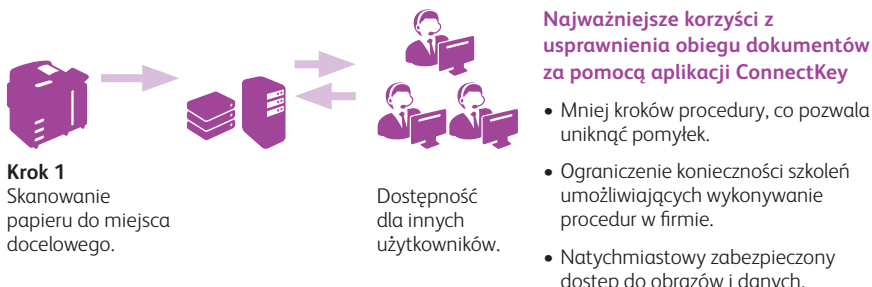 Krok 1
Skanowanie
papieru do miejsca
docelowego.
Dostępność
dla innych
użytkowników.
Najważniejsze korzyści z
usprawnienia obiegu dokumentów
za pomocą aplikacji ConnectKey
• Mniej kroków procedury, co pozwala
uniknąć pomyłek.
• Ograniczenie konieczności szkoleń
umożliwiających wykonywanie
procedur w firmie.
• Natychmiastowy zabezpieczony
dostęp do obrazów i danych.